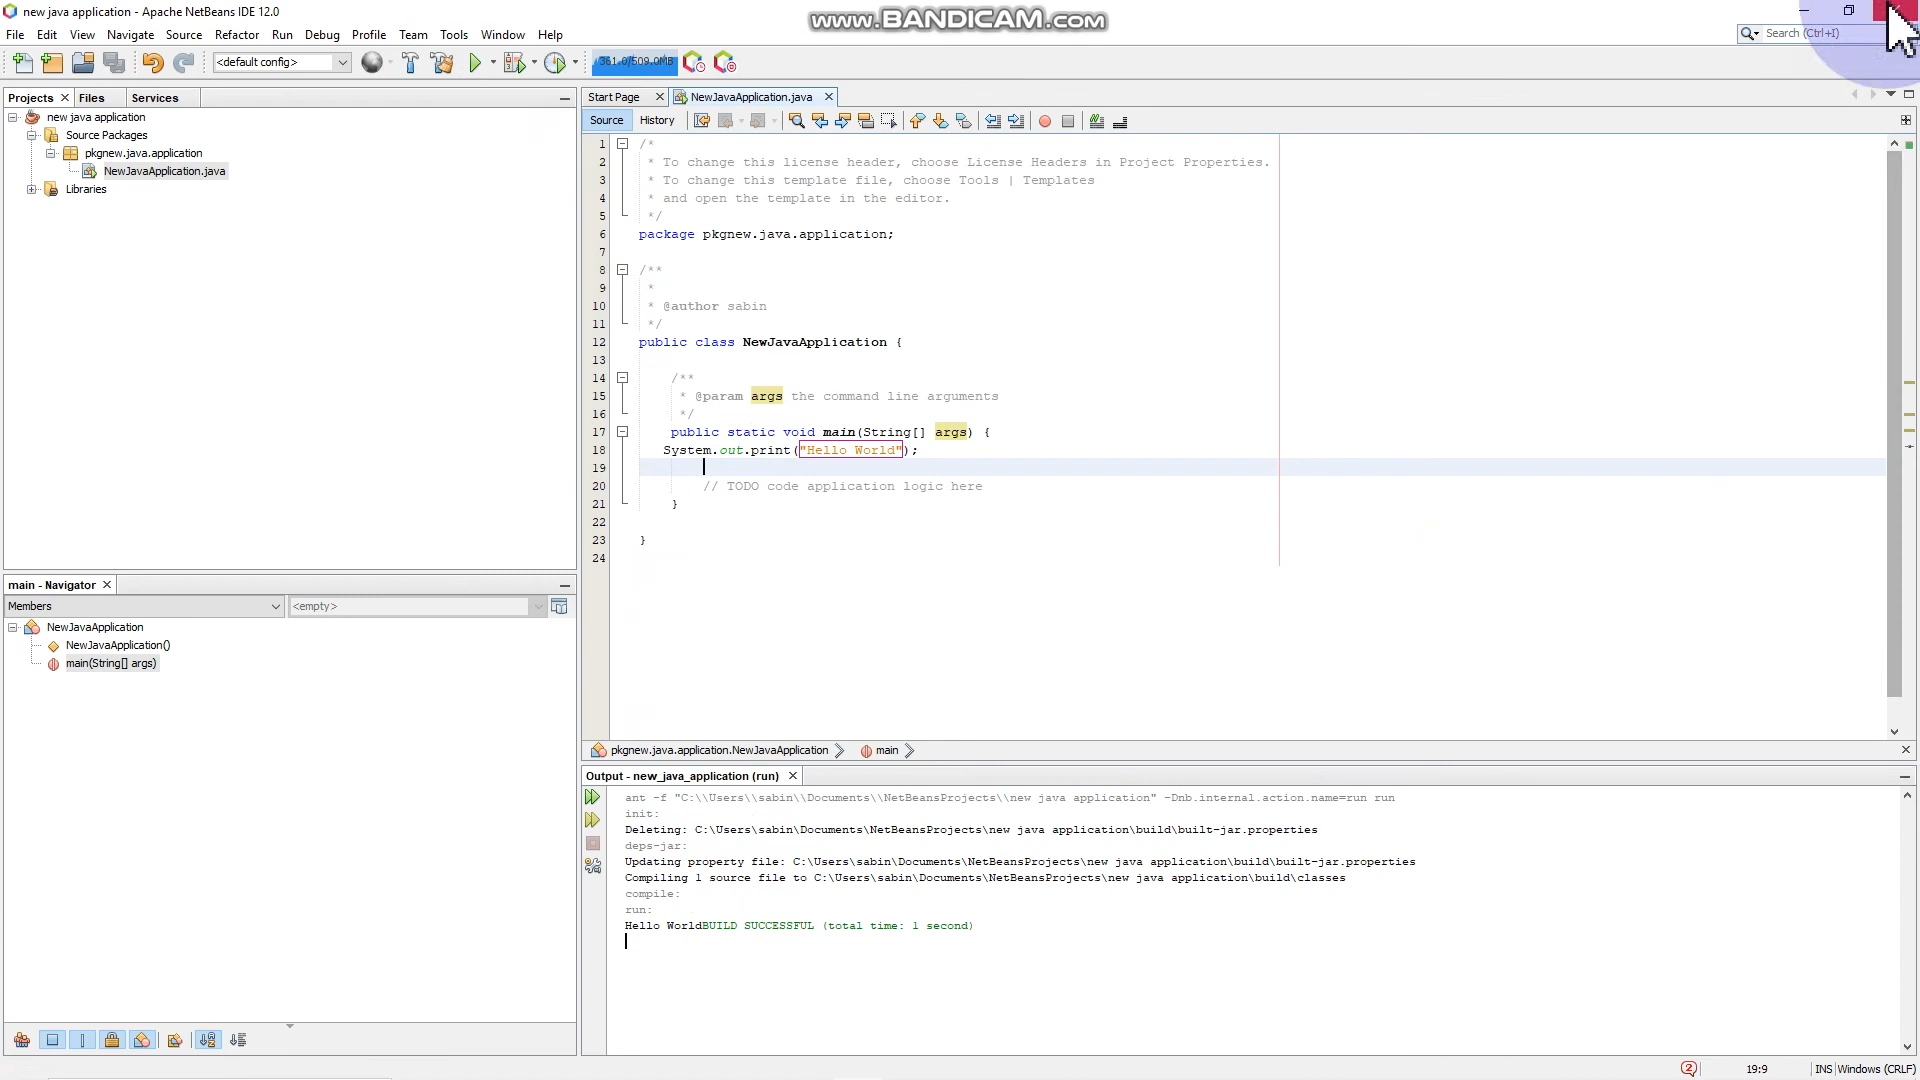 new java application - Apache NetBeans IDE 12.0
www.BANDICAM.com
File Edit View Navigate Source Refactor Run Debug Profile Team Tools Window Help
Search (Ctrl+I)
<default config>
361.0/509.0MB
Projects Files Services
new java application
Source Packages
pkgnew.java.application
NewJavaApplication.java
Libraries
Start Page NewJavaApplication.java
Source History
1 /*
2 * To change this license header, choose License Headers in Project Properties.
3 * To change this template file, choose Tools | Templates
4 * and open the template in the editor.
5 */
6 package pkgnew.java.application;
7
8 /**
9 *
10 * @author sabin
11 */
12 public class NewJavaApplication {
13
14 /**
15 * @param args the command line arguments
16 */
17 public static void main(String[] args) {
18 System.out.print("Hello World");
19
20 // TODO code application logic here
21 }
22
23 }
24
main - Navigator
Members <empty>
NewJavaApplication
NewJavaApplication()
main(String[] args)
pkgnew.java.application.NewJavaApplication main
Output - new_java_application (run)
ant -f "C:\\Users\\sabin\\Documents\\NetBeansProjects\\new java application" -Dnb.internal.action.name=run run
init:
Deleting: C:\Users\sabin\Documents\NetBeansProjects\new java application\build\built-jar.properties
deps-jar:
Updating property file: C:\Users\sabin\Documents\NetBeansProjects\new java application\build\built-jar.properties
Compiling 1 source file to C:\Users\sabin\Documents\NetBeansProjects\new java application\build\classes
compile:
run:
Hello WorldBUILD SUCCESSFUL (total time: 1 second)
2 19:9 INS Windows (CRLF)